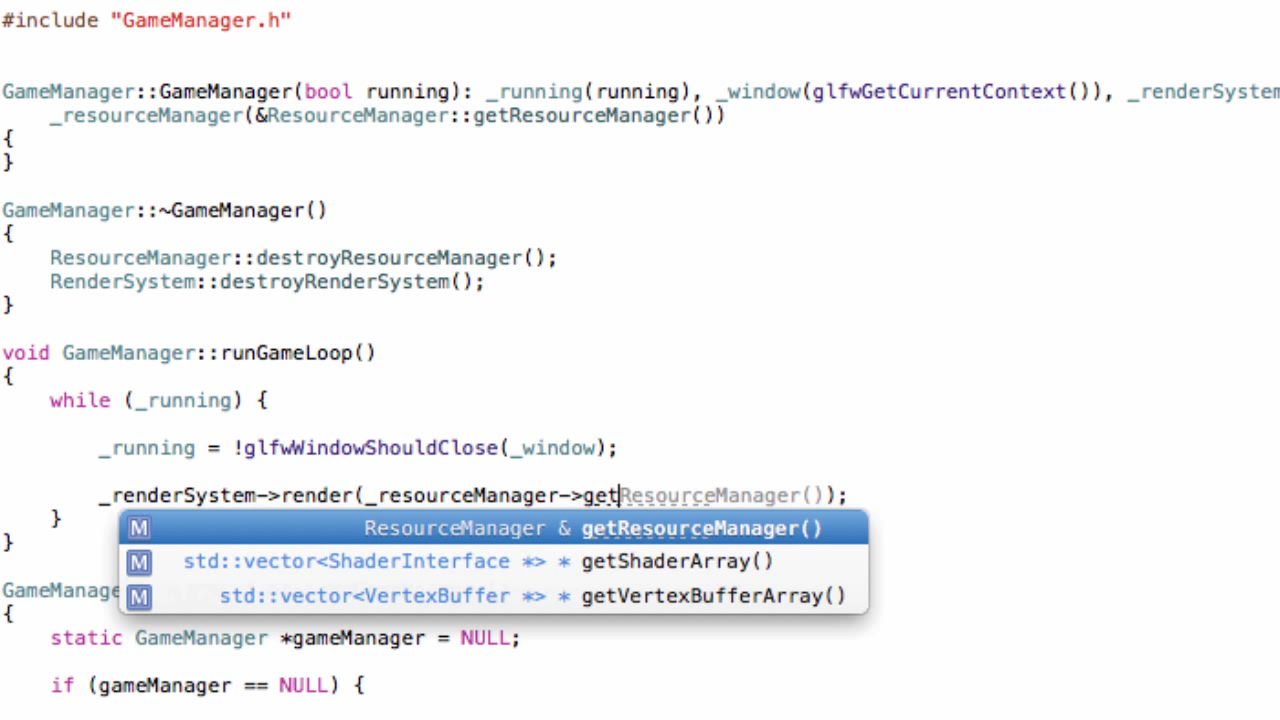 #include "GameManager.h"
GameManager::GameManager(bool running): _running(running), _window(glfwGetCurrentContext()), _renderSystem
_resourceManager(&ResourceManager::getResourceManager())
{
}
GameManager::~GameManager()
{
ResourceManager::destroyResourceManager();
RenderSystem::destroyRenderSystem();
}
void GameManager::runGameLoop()
{
while (_running) {
_running = !glfwWindowShouldClose(_window);
_renderSystem->render(_resourceManager->getResourceManager());
}
M ResourceManager & getResourceManager()
}
M std::vector<ShaderInterface *> * getShaderArray()
GameManage
M std::vector<VertexBuffer *> * getVertexBufferArray()
{
static GameManager *gameManager = NULL;
if (gameManager == NULL) {